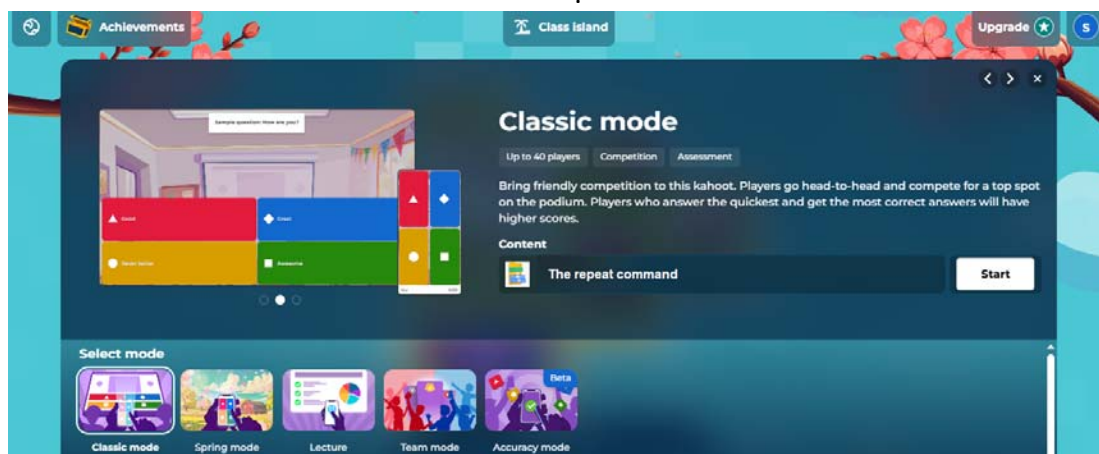 Achievements
Class island
Upgrade
S
Sample question: How are you?
Good
Great
Awesome
Classic mode
Up to 40 players Competition Assessment
Bring friendly competition to this kahoot. Players go head-to-head and compete for a top spot
on the podium. Players who answer the quickest and get the most correct answers will have
higher scores.
Content
The repeat command
Start
Select mode
Beta
Classic mode Spring mode Lecture Team mode Accuracy mode